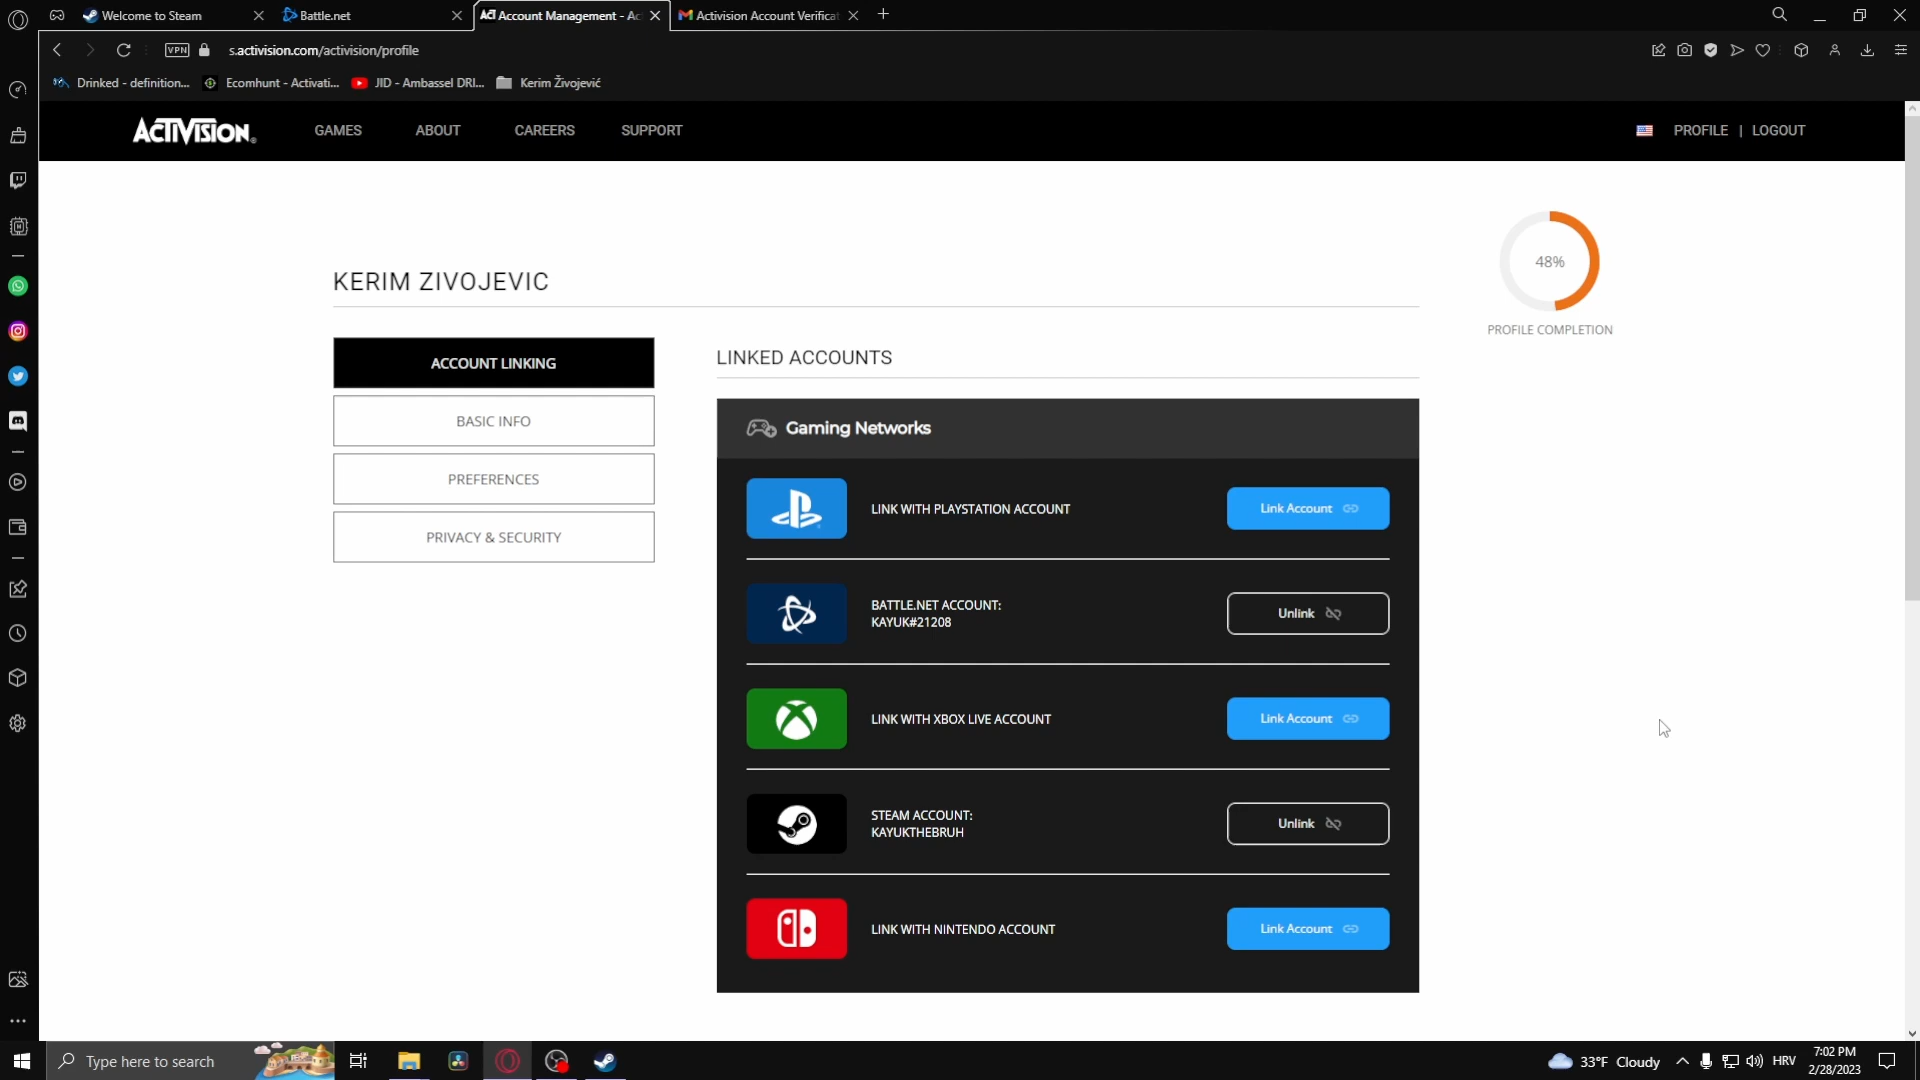 Welcome to Steam
Battle.net
Account Management - Ac
Activision Account Verificat
VPN
s.activision.com/activision/profile
Drinked - definition...
Ecomhunt - Activati...
JID - Ambassel DRI...
Kerim Živojević
ACTIVISION
GAMES
ABOUT
CAREERS
SUPPORT
PROFILE | LOGOUT
48%
PROFILE COMPLETION
KERIM ZIVOJEVIC
ACCOUNT LINKING
BASIC INFO
PREFERENCES
PRIVACY & SECURITY
LINKED ACCOUNTS
Gaming Networks
LINK WITH PLAYSTATION ACCOUNT
Link Account
BATTLE.NET ACCOUNT:
KAYUK#21208
Unlink
LINK WITH XBOX LIVE ACCOUNT
Link Account
STEAM ACCOUNT:
KAYUKTHEBRUH
Unlink
LINK WITH NINTENDO ACCOUNT
Link Account
Type here to search
33°F Cloudy
HRV
7:02 PM
2/28/2023